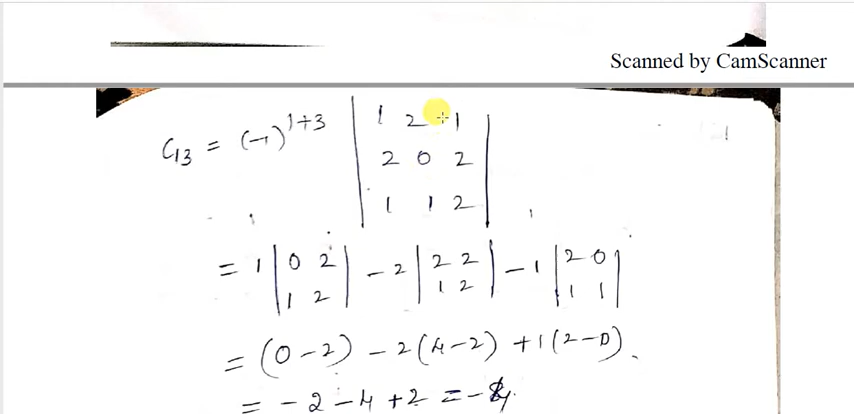 Scanned by CamScanner
C13 = (-1)^1+3 | 1 2 +1 |
| 2 0 2 |
| 1 1 2 |
= 1 | 0 2 | - 2 | 2 2 | - 1 | 2 0 |
| 1 2 | | 1 2 | | 1 1 |
= (0-2) - 2(4-2) + 1(2-0).
= -2 - 4 + 2 = -4.